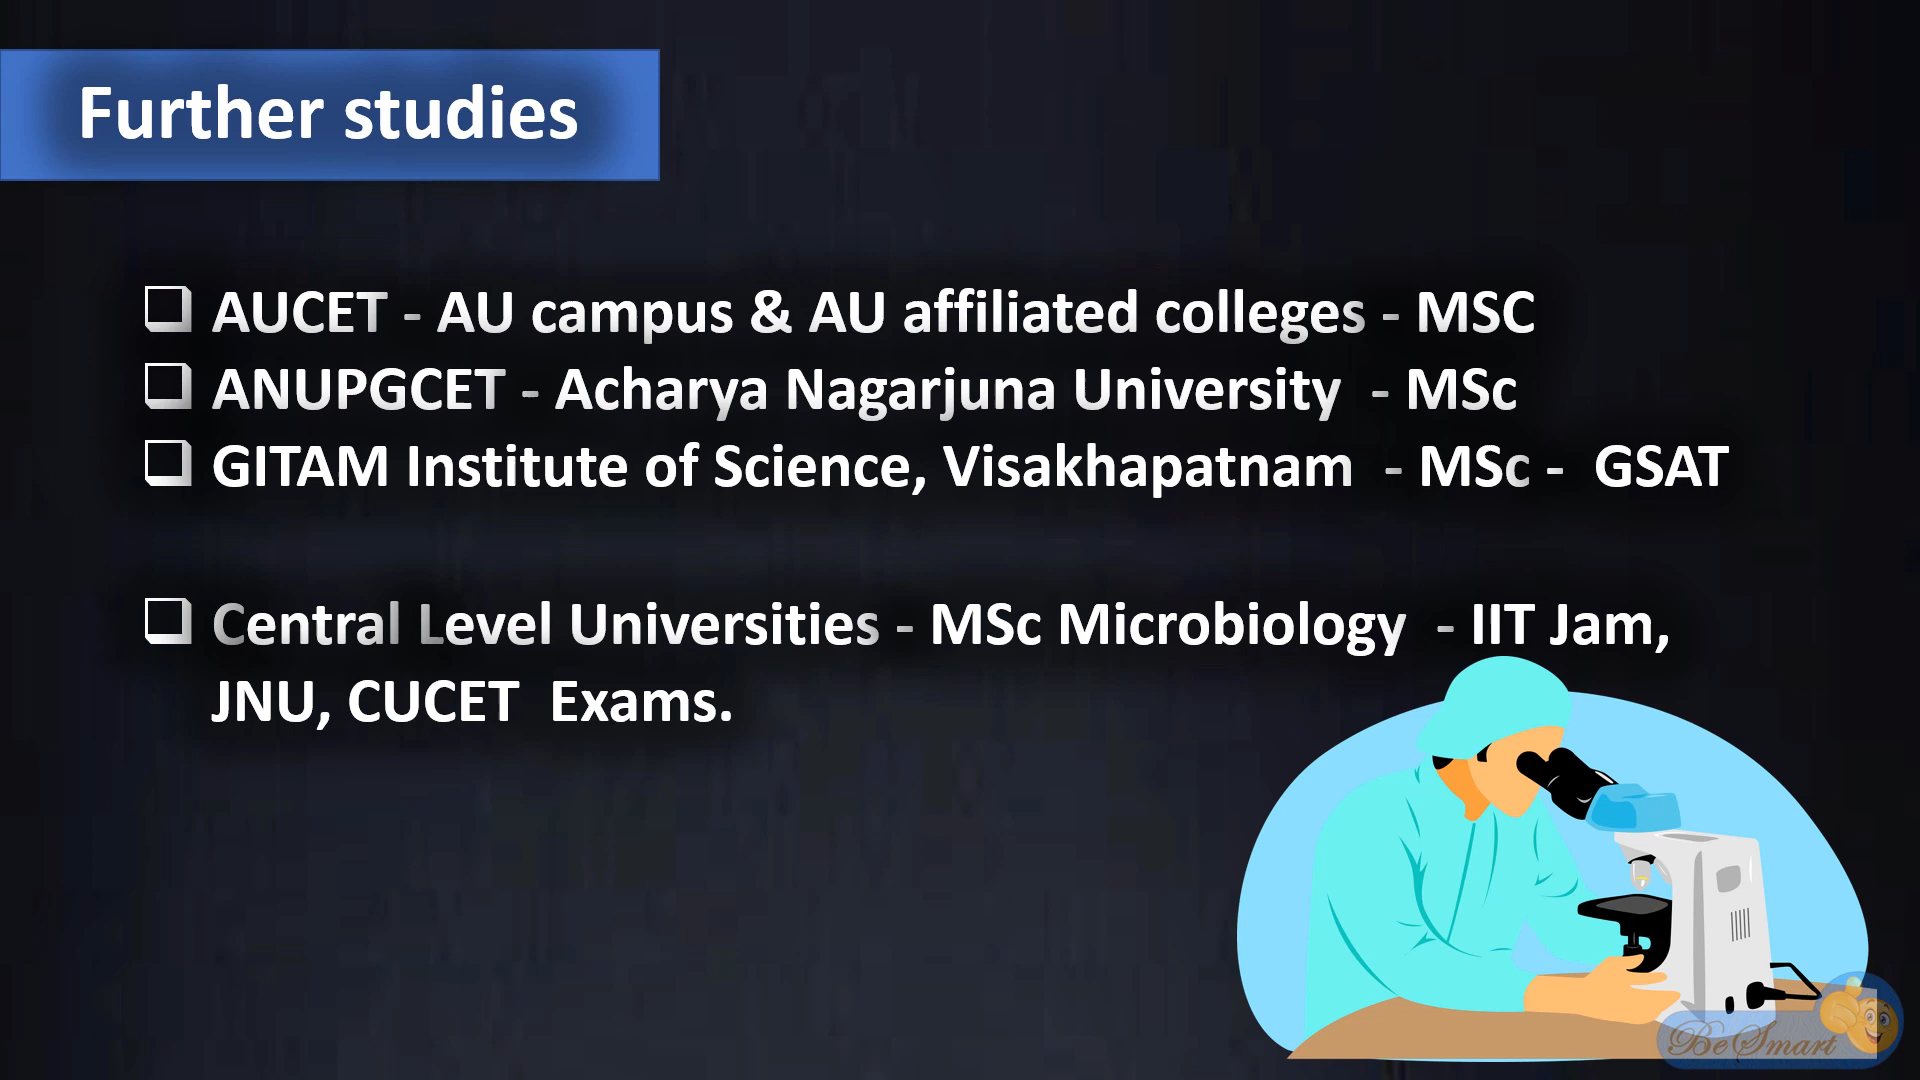 Further studies
AUCET - AU campus & AU affiliated colleges - MSC
ANUPGCET - Acharya Nagarjuna University - MSc
GITAM Institute of Science, Visakhapatnam - MSc - GSAT
Central Level Universities - MSc Microbiology - IIT Jam,
JNU, CUCET Exams.
BeSmart